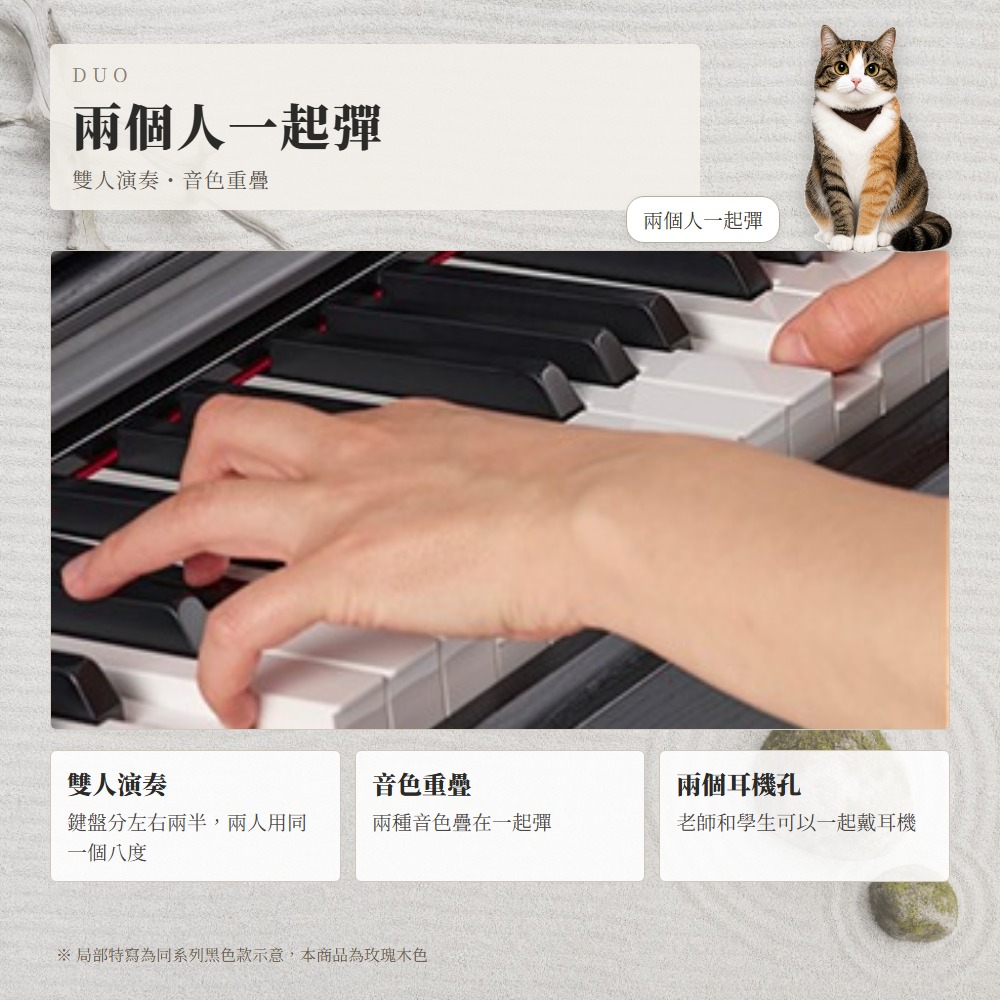 DUO
兩個人一起彈
雙人演奏・音色重疊
兩個人一起彈
雙人演奏
鍵盤分左右兩半，兩人用同
一個八度
音色重疊
兩種音色疊在一起彈
兩個耳機孔
老師和學生可以一起戴耳機
※ 局部特寫為同系列黑色款示意，本商品為玫瑰木色